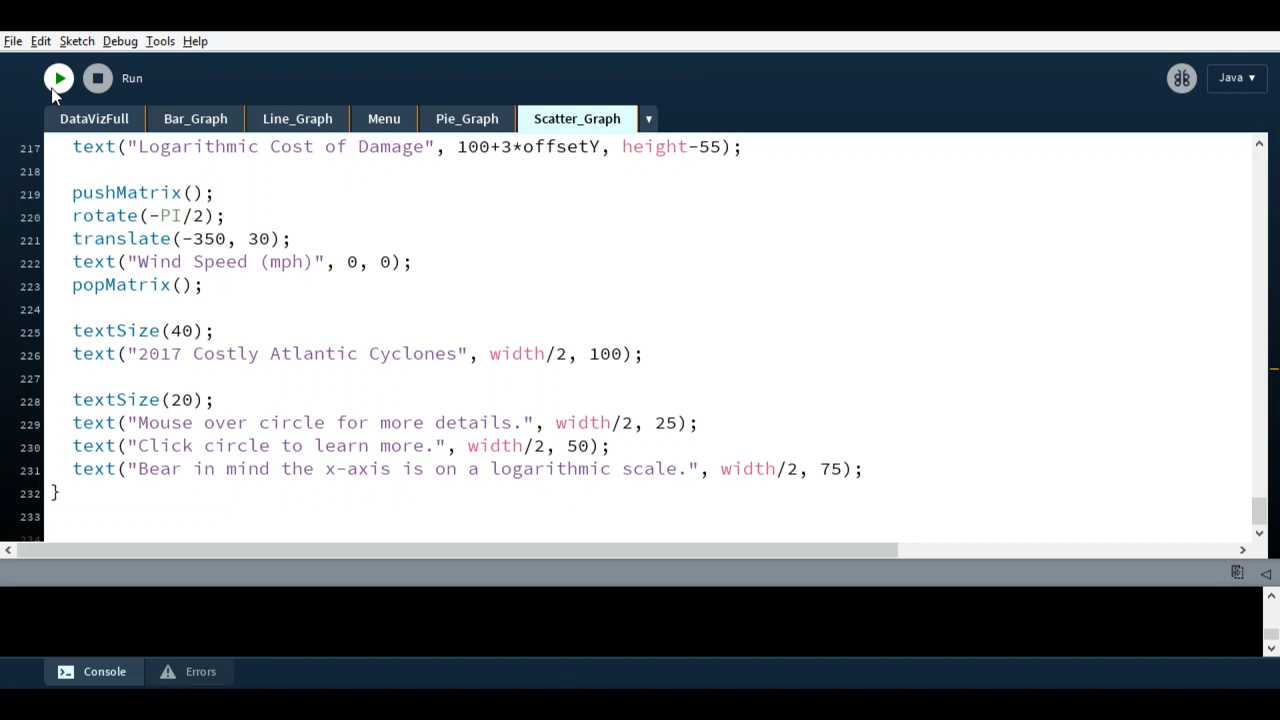 File Edit Sketch Debug Tools Help
Run
Java ▾
DataVizFull Bar_Graph Line_Graph Menu Pie_Graph Scatter_Graph ▼
217 text("Logarithmic Cost of Damage", 100+3*offsetY, height-55);
218
219 pushMatrix();
220 rotate(-PI/2);
221 translate(-350, 30);
222 text("Wind Speed (mph)", 0, 0);
223 popMatrix();
224
225 textSize(40);
226 text("2017 Costly Atlantic Cyclones", width/2, 100);
227
228 textSize(20);
229 text("Mouse over circle for more details.", width/2, 25);
230 text("Click circle to learn more.", width/2, 50);
231 text("Bear in mind the x-axis is on a logarithmic scale.", width/2, 75);
232 }
233
234
Console Errors